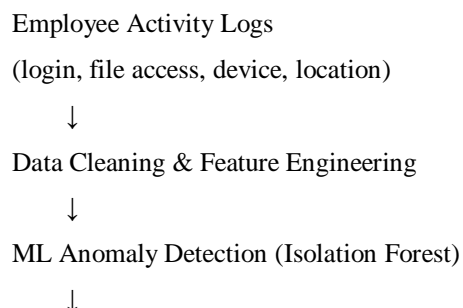 Employee Activity Logs
(login, file access, device, location)
↓
Data Cleaning & Feature Engineering
↓
ML Anomaly Detection (Isolation Forest)
↓